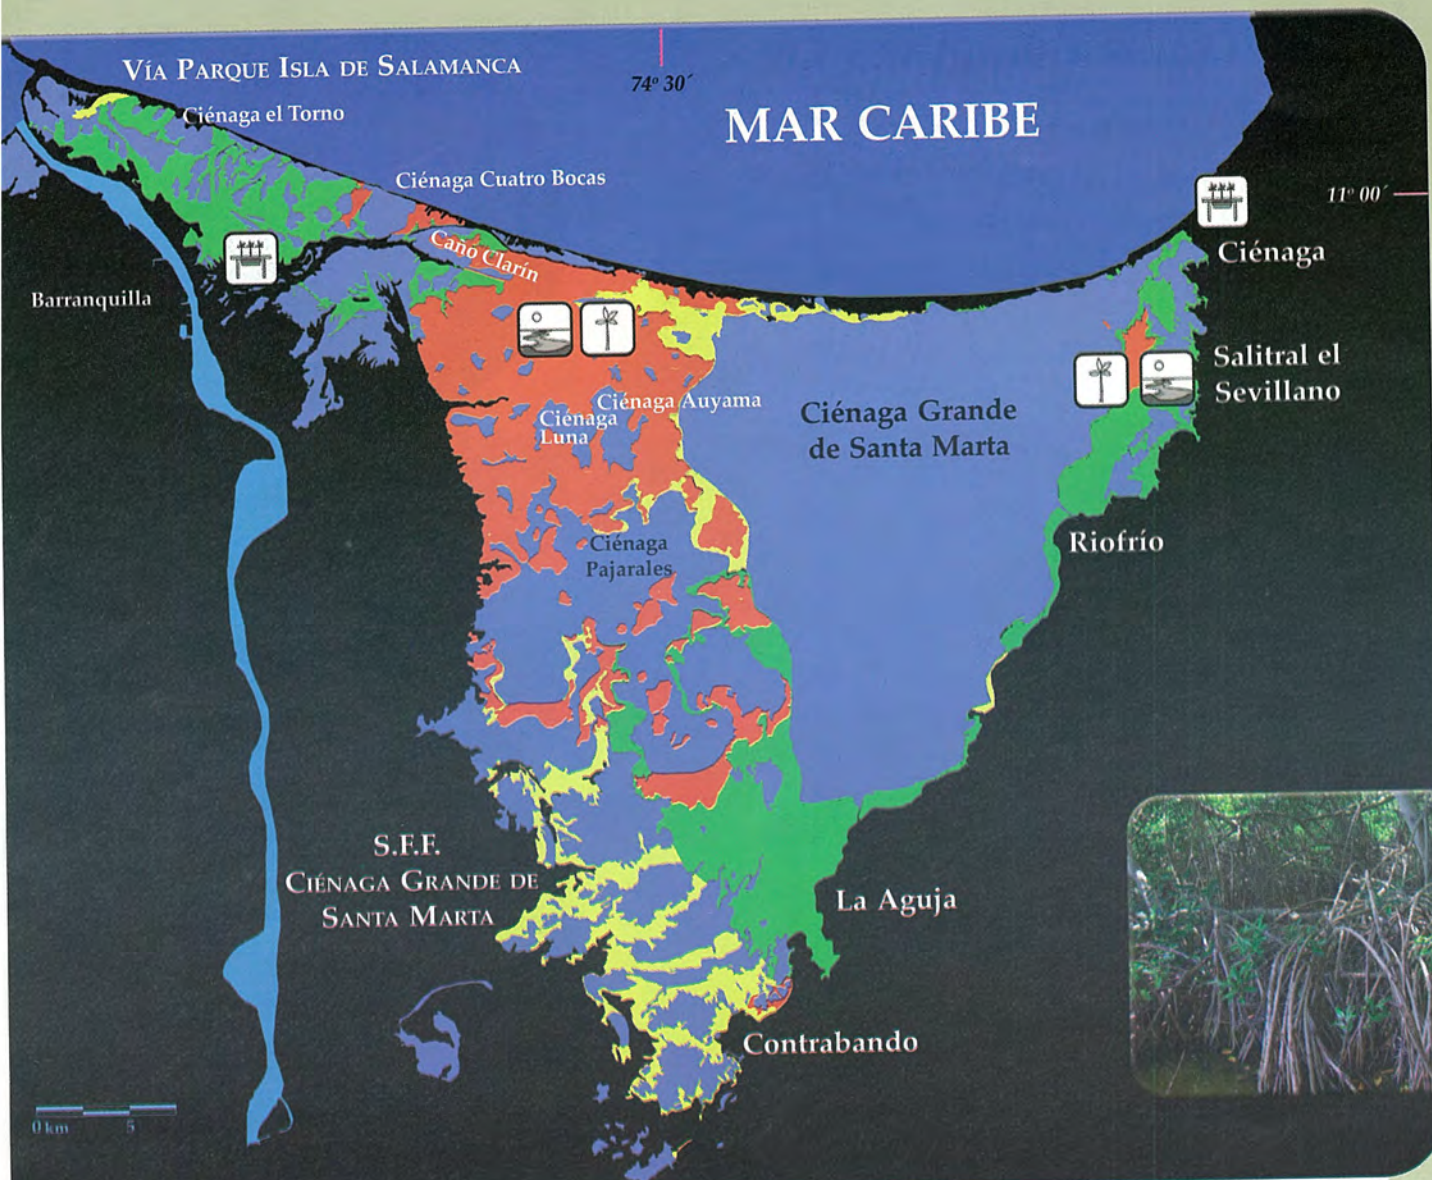 VÍA PARQUE ISLA DE SALAMANCA
74º 30´
Ciénaga el Torno
MAR CARIBE
Ciénaga Cuatro Bocas
11º 00´
Caño Clarín
Ciénaga
Barranquilla
Salitral el
Sevillano
Ciénaga Auyama
Ciénaga
Luna
Ciénaga Grande
de Santa Marta
Ciénaga
Pajarales
Riofrío
S.F.F.
CIÉNAGA GRANDE DE
SANTA MARTA
La Aguja
Contrabando
0 km 5